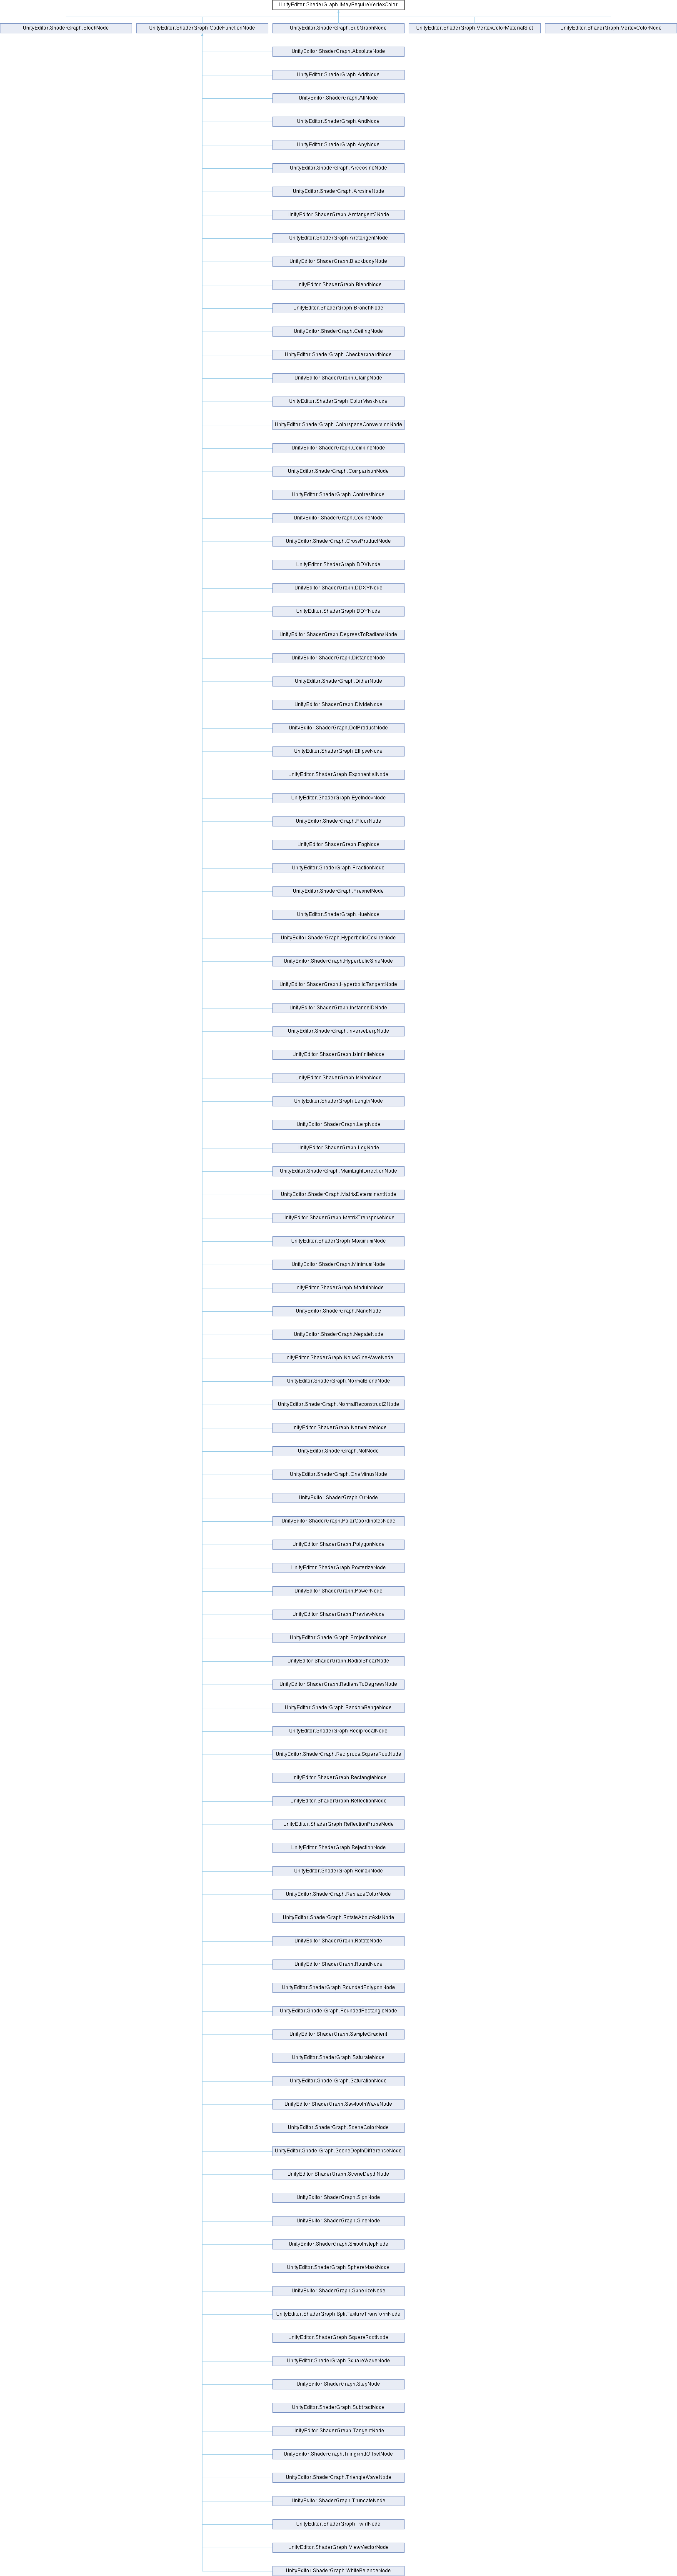 UnityEditor.ShaderGraph.IMayRequireVertexColor
UnityEditor.ShaderGraph.BlockNode
UnityEditor.ShaderGraph.CodeFunctionNode
UnityEditor.ShaderGraph.SubGraphNode
UnityEditor.ShaderGraph.VertexColorMaterialSlot
UnityEditor.ShaderGraph.VertexColorNode
UnityEditor.ShaderGraph.AbsoluteNode
UnityEditor.ShaderGraph.AddNode
UnityEditor.ShaderGraph.AllNode
UnityEditor.ShaderGraph.AndNode
UnityEditor.ShaderGraph.AnyNode
UnityEditor.ShaderGraph.ArccosineNode
UnityEditor.ShaderGraph.ArcsineNode
UnityEditor.ShaderGraph.Arctangent2Node
UnityEditor.ShaderGraph.ArctangentNode
UnityEditor.ShaderGraph.BlackbodyNode
UnityEditor.ShaderGraph.BlendNode
UnityEditor.ShaderGraph.BranchNode
UnityEditor.ShaderGraph.CeilingNode
UnityEditor.ShaderGraph.CheckerboardNode
UnityEditor.ShaderGraph.ClampNode
UnityEditor.ShaderGraph.ColorMaskNode
UnityEditor.ShaderGraph.ColorspaceConversionNode
UnityEditor.ShaderGraph.CombineNode
UnityEditor.ShaderGraph.ComparisonNode
UnityEditor.ShaderGraph.ContrastNode
UnityEditor.ShaderGraph.CosineNode
UnityEditor.ShaderGraph.CrossProductNode
UnityEditor.ShaderGraph.DDXNode
UnityEditor.ShaderGraph.DDXYNode
UnityEditor.ShaderGraph.DDYNode
UnityEditor.ShaderGraph.DegreesToRadiansNode
UnityEditor.ShaderGraph.DistanceNode
UnityEditor.ShaderGraph.DitherNode
UnityEditor.ShaderGraph.DivideNode
UnityEditor.ShaderGraph.DotProductNode
UnityEditor.ShaderGraph.EllipseNode
UnityEditor.ShaderGraph.ExponentialNode
UnityEditor.ShaderGraph.EyeIndexNode
UnityEditor.ShaderGraph.FloorNode
UnityEditor.ShaderGraph.FogNode
UnityEditor.ShaderGraph.FractionNode
UnityEditor.ShaderGraph.FresnelNode
UnityEditor.ShaderGraph.HueNode
UnityEditor.ShaderGraph.HyperbolicCosineNode
UnityEditor.ShaderGraph.HyperbolicSineNode
UnityEditor.ShaderGraph.HyperbolicTangentNode
UnityEditor.ShaderGraph.InstanceIDNode
UnityEditor.ShaderGraph.InverseLerpNode
UnityEditor.ShaderGraph.IsInfiniteNode
UnityEditor.ShaderGraph.IsNanNode
UnityEditor.ShaderGraph.LengthNode
UnityEditor.ShaderGraph.LerpNode
UnityEditor.ShaderGraph.LogNode
UnityEditor.ShaderGraph.MainLightDirectionNode
UnityEditor.ShaderGraph.MatrixDeterminantNode
UnityEditor.ShaderGraph.MatrixTransposeNode
UnityEditor.ShaderGraph.MaximumNode
UnityEditor.ShaderGraph.MinimumNode
UnityEditor.ShaderGraph.ModuloNode
UnityEditor.ShaderGraph.NandNode
UnityEditor.ShaderGraph.NegateNode
UnityEditor.ShaderGraph.NoiseSineWaveNode
UnityEditor.ShaderGraph.NormalBlendNode
UnityEditor.ShaderGraph.NormalReconstructZNode
UnityEditor.ShaderGraph.NormalizeNode
UnityEditor.ShaderGraph.NotNode
UnityEditor.ShaderGraph.OneMinusNode
UnityEditor.ShaderGraph.OrNode
UnityEditor.ShaderGraph.PolarCoordinatesNode
UnityEditor.ShaderGraph.PolygonNode
UnityEditor.ShaderGraph.PosterizeNode
UnityEditor.ShaderGraph.PowerNode
UnityEditor.ShaderGraph.PreviewNode
UnityEditor.ShaderGraph.ProjectionNode
UnityEditor.ShaderGraph.RadialShearNode
UnityEditor.ShaderGraph.RadiansToDegreesNode
UnityEditor.ShaderGraph.RandomRangeNode
UnityEditor.ShaderGraph.ReciprocalNode
UnityEditor.ShaderGraph.ReciprocalSquareRootNode
UnityEditor.ShaderGraph.RectangleNode
UnityEditor.ShaderGraph.ReflectionNode
UnityEditor.ShaderGraph.ReflectionProbeNode
UnityEditor.ShaderGraph.RejectionNode
UnityEditor.ShaderGraph.RemapNode
UnityEditor.ShaderGraph.ReplaceColorNode
UnityEditor.ShaderGraph.RotateAboutAxisNode
UnityEditor.ShaderGraph.RotateNode
UnityEditor.ShaderGraph.RoundNode
UnityEditor.ShaderGraph.RoundedPolygonNode
UnityEditor.ShaderGraph.RoundedRectangleNode
UnityEditor.ShaderGraph.SampleGradient
UnityEditor.ShaderGraph.SaturateNode
UnityEditor.ShaderGraph.SaturationNode
UnityEditor.ShaderGraph.SawtoothWaveNode
UnityEditor.ShaderGraph.SceneColorNode
UnityEditor.ShaderGraph.SceneDepthDifferenceNode
UnityEditor.ShaderGraph.SceneDepthNode
UnityEditor.ShaderGraph.SignNode
UnityEditor.ShaderGraph.SineNode
UnityEditor.ShaderGraph.SmoothstepNode
UnityEditor.ShaderGraph.SphereMaskNode
UnityEditor.ShaderGraph.SpherizeNode
UnityEditor.ShaderGraph.SplitTextureTransformNode
UnityEditor.ShaderGraph.SquareRootNode
UnityEditor.ShaderGraph.SquareWaveNode
UnityEditor.ShaderGraph.StepNode
UnityEditor.ShaderGraph.SubtractNode
UnityEditor.ShaderGraph.TangentNode
UnityEditor.ShaderGraph.TilingAndOffsetNode
UnityEditor.ShaderGraph.TriangleWaveNode
UnityEditor.ShaderGraph.TruncateNode
UnityEditor.ShaderGraph.TwirlNode
UnityEditor.ShaderGraph.ViewVectorNode
UnityEditor.ShaderGraph.WhiteBalanceNode